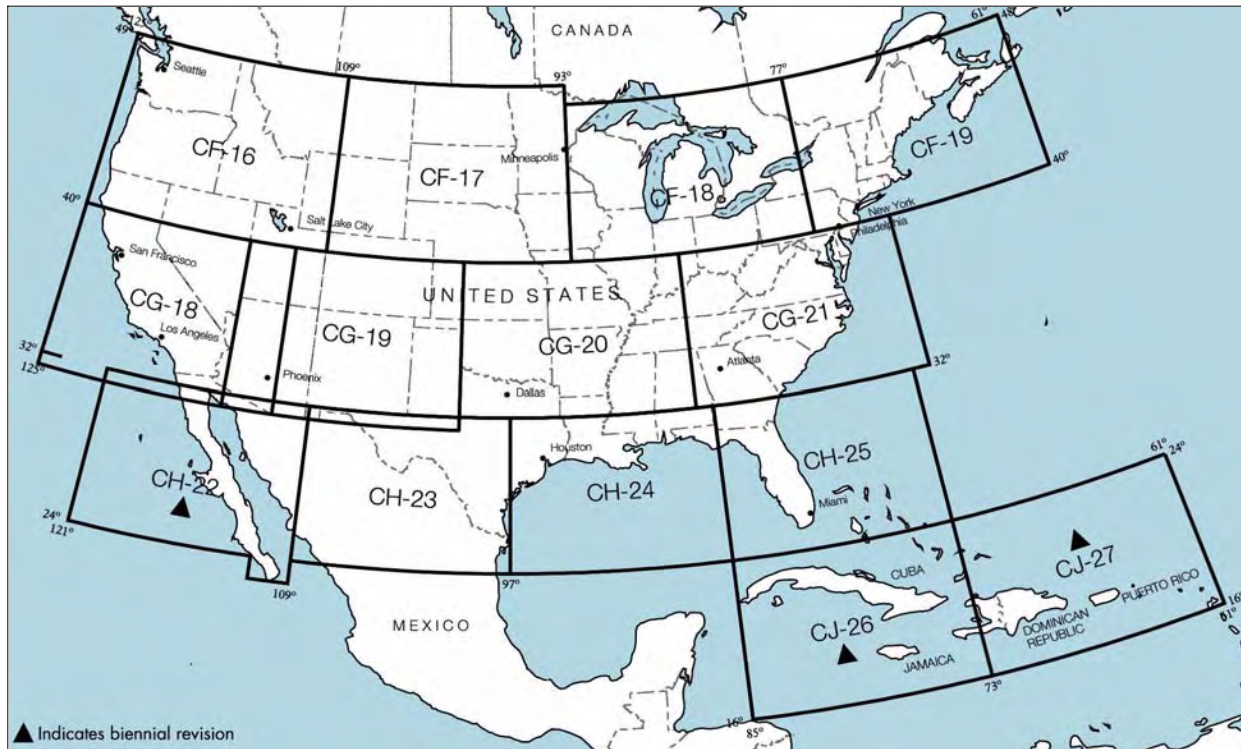 CANADA
125°
49°
109°
93°
77°
61°
48°
Seattle
CF-16
CF-17
Minneapolis
CF-18
CF-19
40°
40°
Salt Lake City
New York
Philadelphia
San Francisco
UNITED STATES
CG-18
CG-19
CG-20
CG-21
Los Angeles
Phoenix
Dallas
Atlanta
32°
125°
32°
Houston
CH-22
CH-23
CH-24
CH-25
Miami
24°
121°
61°
24°
109°
97°
CUBA
CJ-27
PUERTO RICO
MEXICO
CJ-26
DOMINICAN
REPUBLIC
JAMAICA
16°
61°
73°
16°
85°
Indicates biennial revision